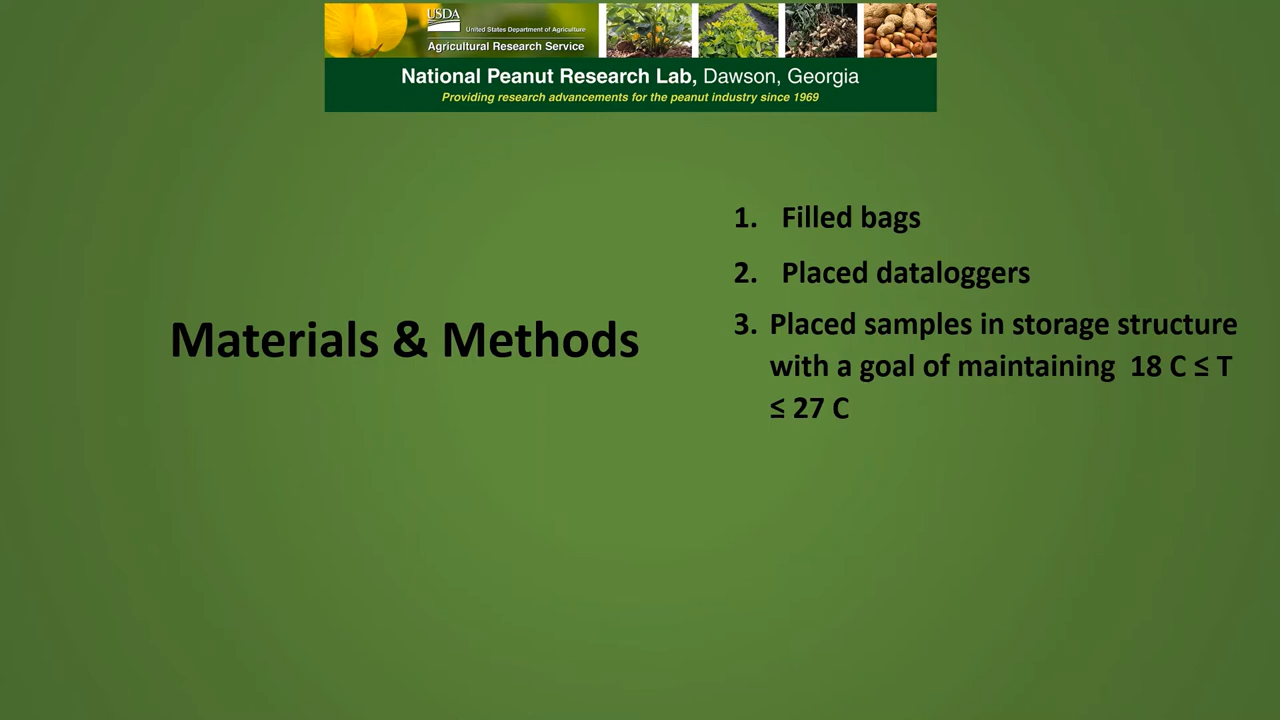 USDA
United States Department of Agriculture
Agricultural Research Service
National Peanut Research Lab, Dawson, Georgia
Providing research advancements for the peanut industry since 1969
Materials & Methods
1. Filled bags
2. Placed dataloggers
3. Placed samples in storage structure
with a goal of maintaining 18 C ≤ T
≤ 27 C